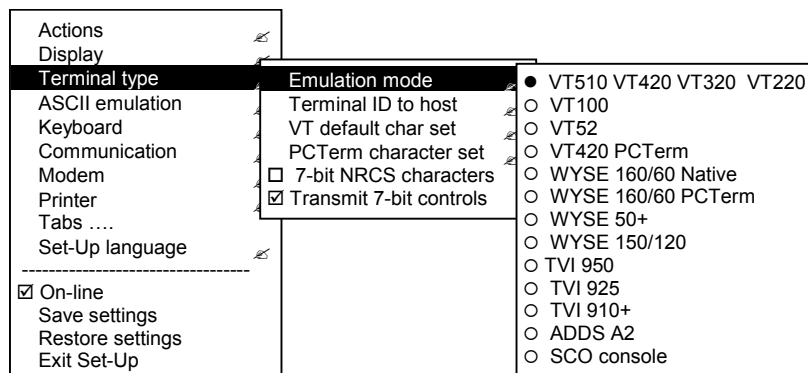 Actions
Display
Terminal type
ASCII emulation
Keyboard
Communication
Modem
Printer
Tabs ….
Set-Up language
----------------------------------
☑ On-line
Save settings
Restore settings
Exit Set-Up
Emulation mode
Terminal ID to host
VT default char set
PCTerm character set
☐ 7-bit NRCS characters
☑ Transmit 7-bit controls
● VT510 VT420 VT320 VT220
○ VT100
○ VT52
○ VT420 PCTerm
○ WYSE 160/60 Native
○ WYSE 160/60 PCTerm
○ WYSE 50+
○ WYSE 150/120
○ TVI 950
○ TVI 925
○ TVI 910+
○ ADDS A2
○ SCO console